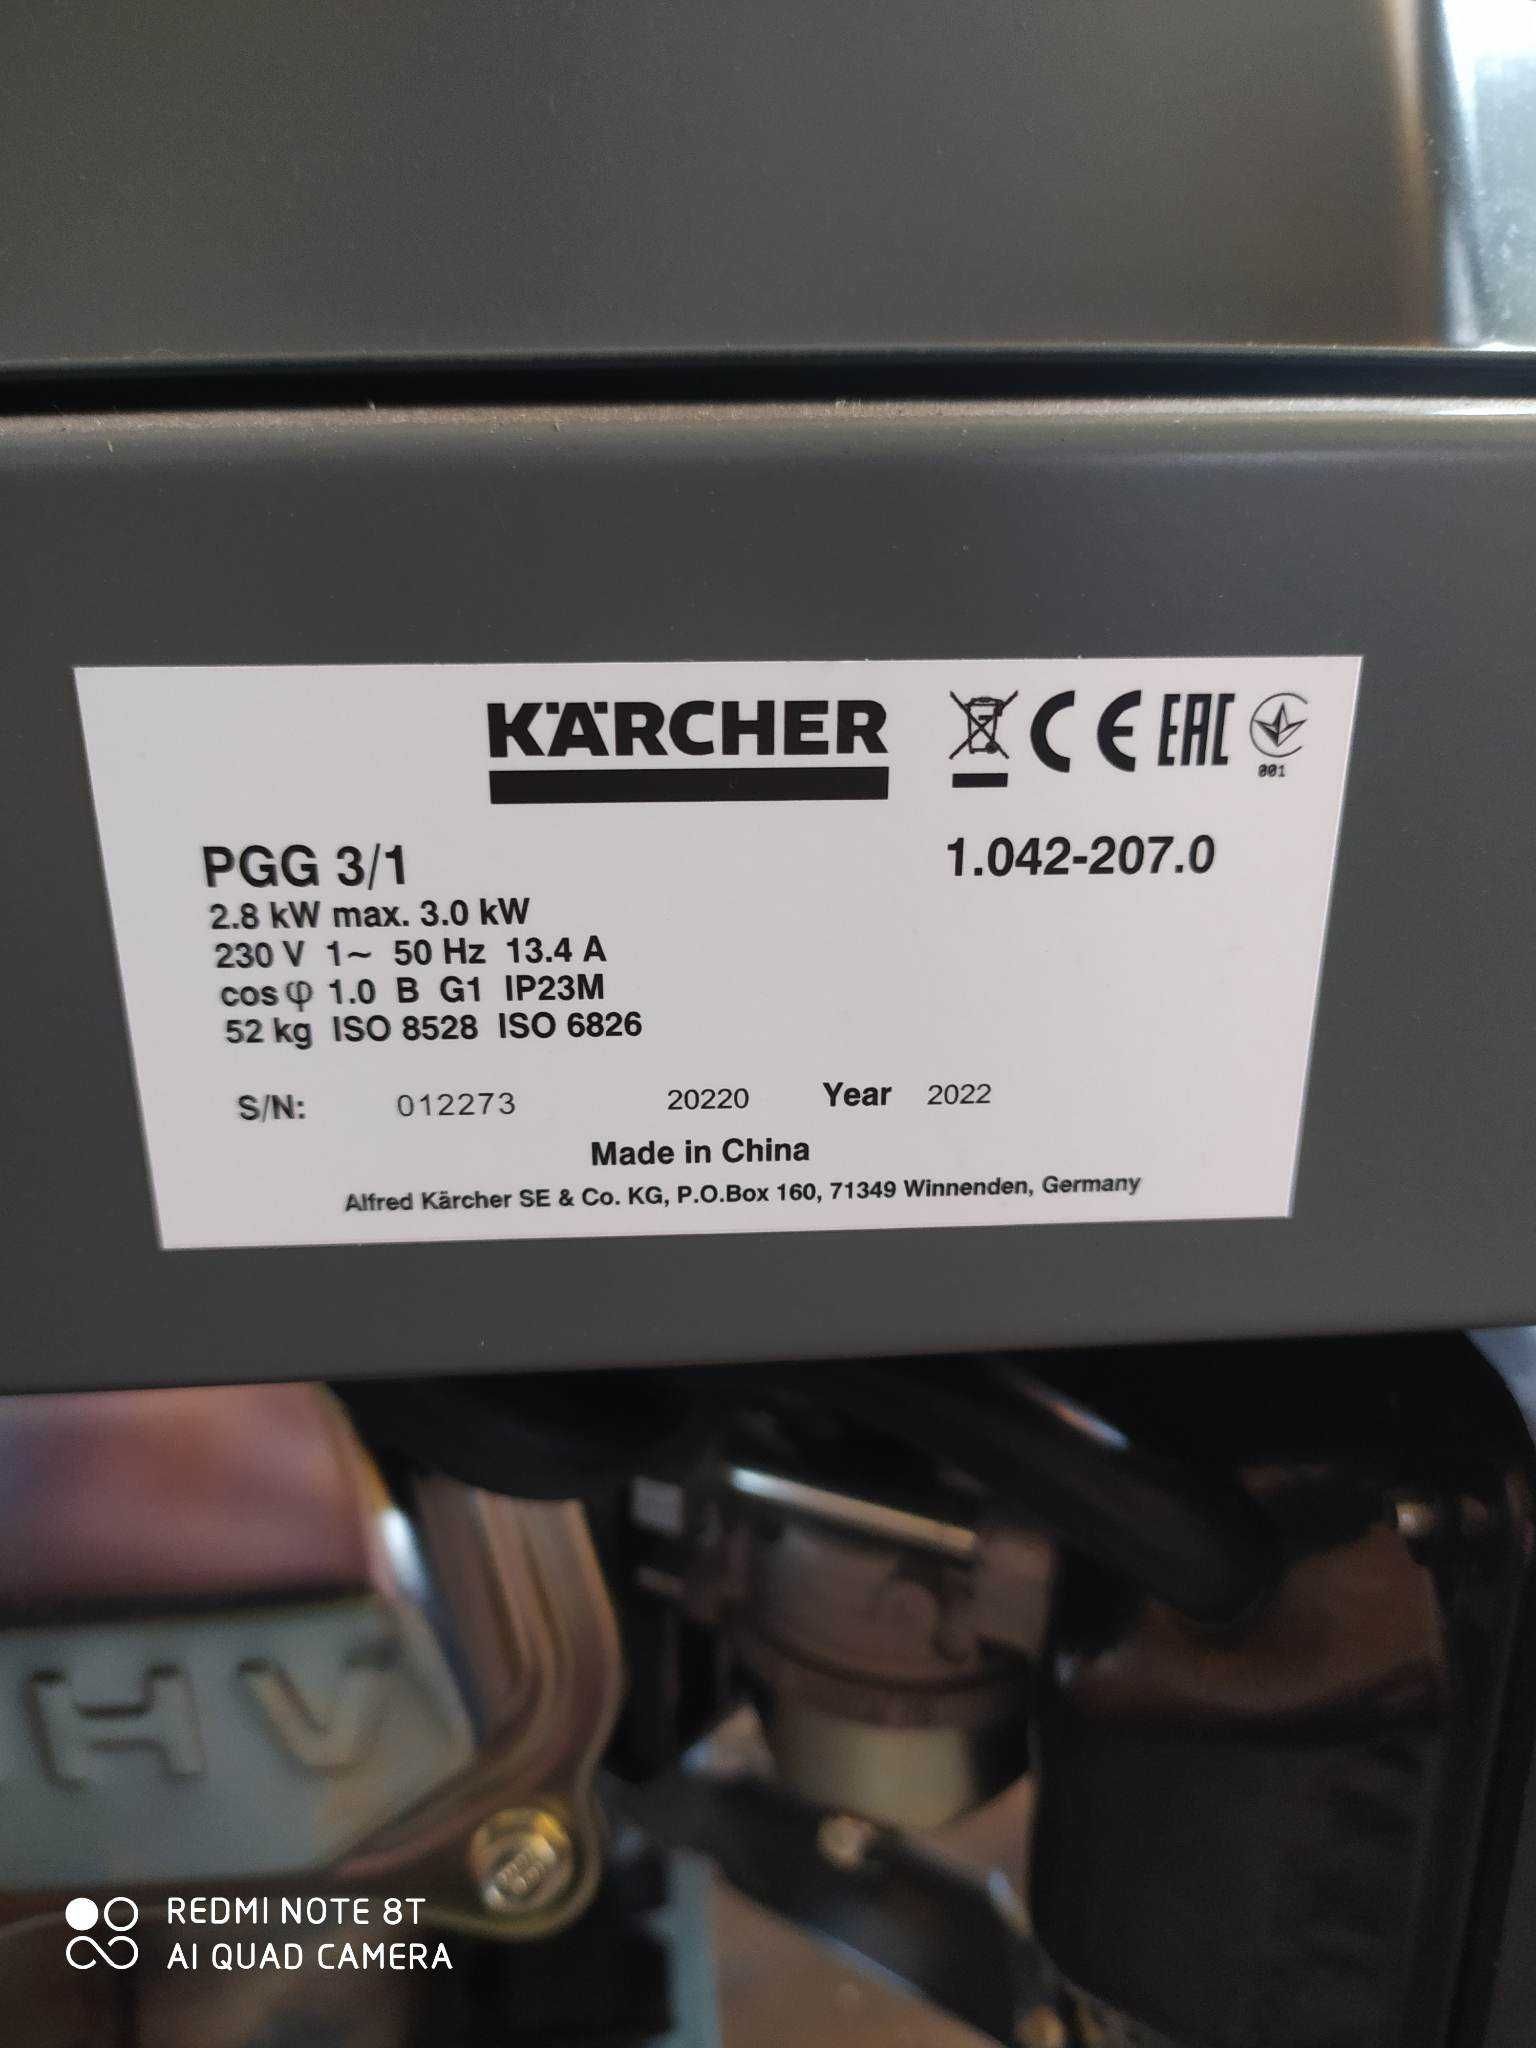 KÄRCHER
CE EAC
001
PGG 3/1 1.042-207.0
2.8 kW max. 3.0 kW
230 V 1~ 50 Hz 13.4 A
cos φ 1.0 B G1 IP23M
52 kg ISO 8528 ISO 6826
S/N: 012273 20220 Year 2022
Made in China
Alfred Kärcher SE & Co. KG, P.O.Box 160, 71349 Winnenden, Germany
HV
REDMI NOTE 8T
AI QUAD CAMERA